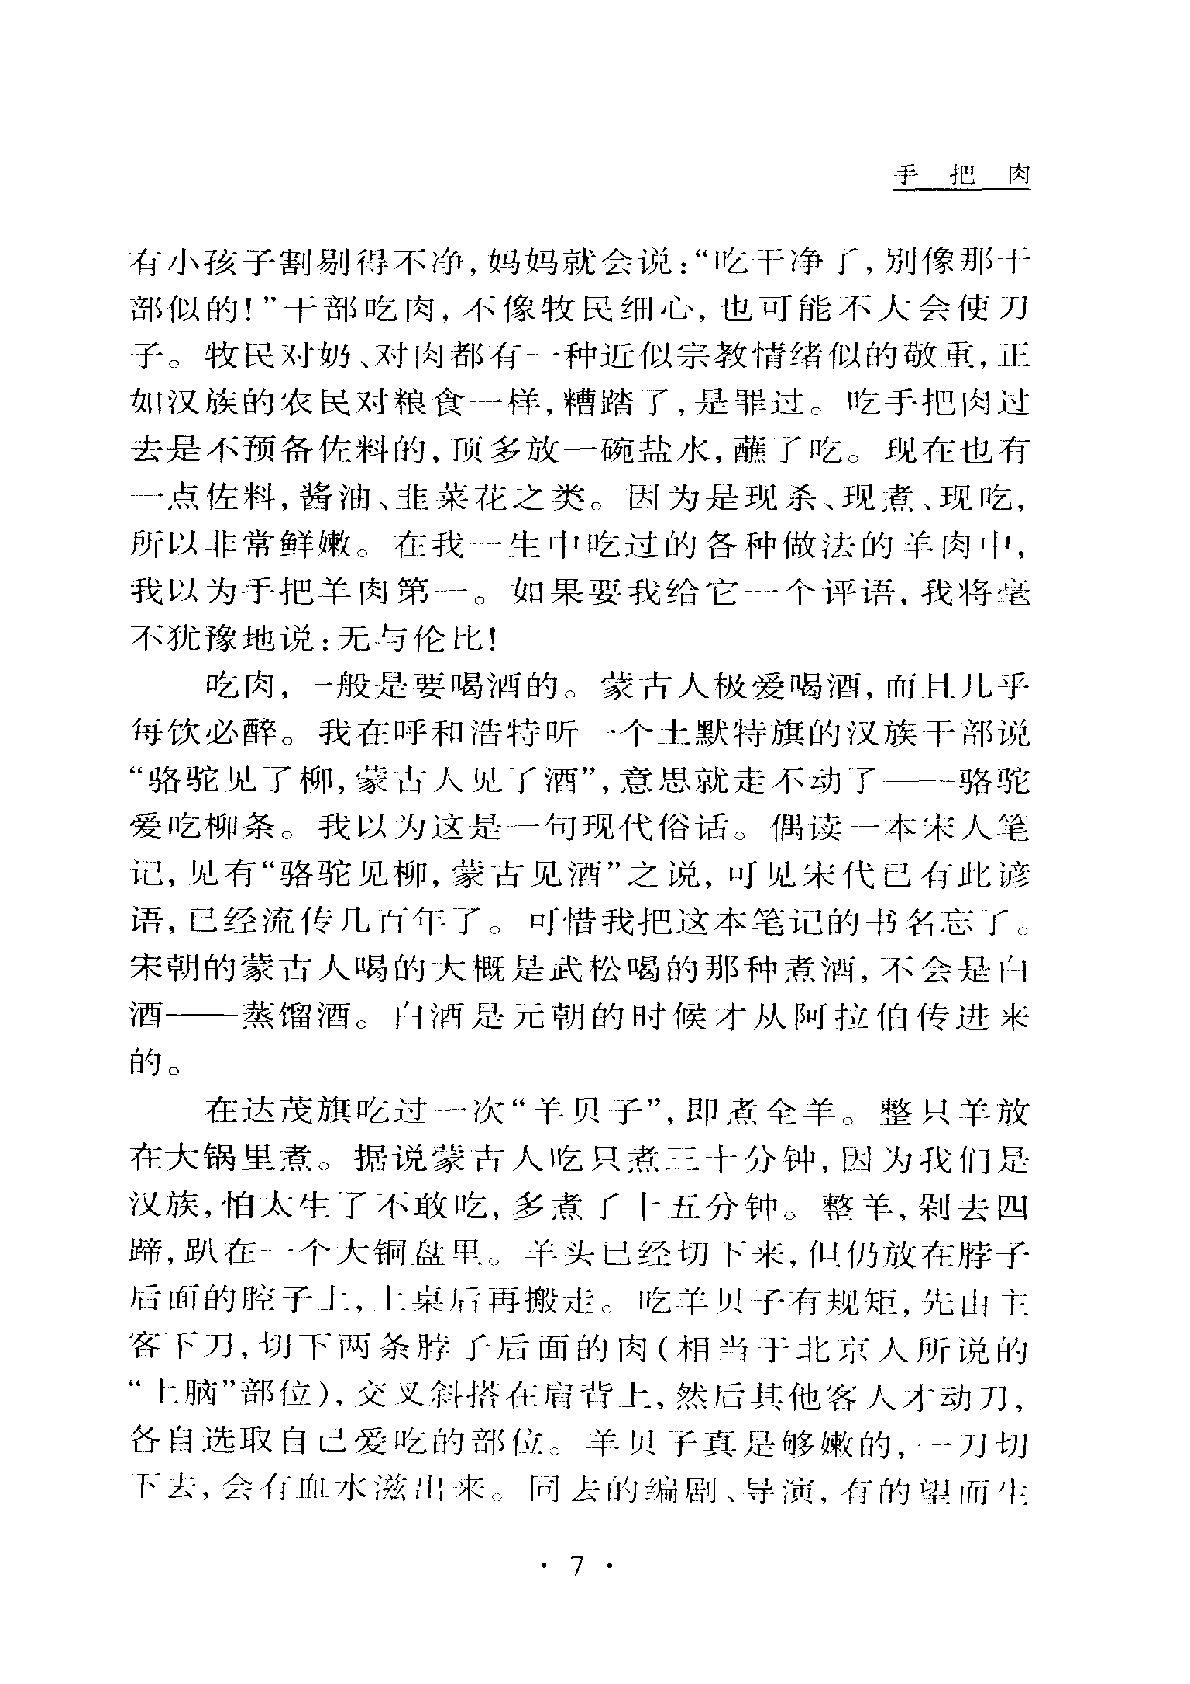 手 把 肉
有小孩子割剔得不净，妈妈就会说：“吃干净了，别像那干
部似的！”干部吃肉，不像牧民细心，也可能不大会使刀
子。牧民对奶、对肉都有一种近似宗教情绪似的敬重，正
如汉族的农民对粮食一样，糟踏了，是罪过。吃手把肉过
去是不预备佐料的，顶多放一碗盐水，蘸了吃。现在也有
一点佐料，酱油、韭菜花之类。因为是现杀、现煮、现吃，
所以非常鲜嫩。在我一生中吃过的各种做法的羊肉中，
我以为手把羊肉第一。如果要我给它一个评语，我将毫
不犹豫地说：无与伦比！
吃肉，一般是要喝酒的。蒙古人极爱喝酒，而且几乎
每饮必醉。我在呼和浩特听一个土默特旗的汉族干部说
“骆驼见了柳，蒙古人见了酒”，意思就走不动了——骆驼
爱吃柳条。我以为这是一句现代俗话。偶读一本宋人笔
记，见有“骆驼见柳，蒙古见酒”之说，可见宋代已有此谚
语，已经流传几百年了。可惜我把这本笔记的书名忘了。
宋朝的蒙古人喝的大概是武松喝的那种煮酒，不会是白
酒——蒸馏酒。白酒是元朝的时候才从阿拉伯传进来
的。
在达茂旗吃过一次“羊贝子”，即煮全羊。整只羊放
在大锅里煮。据说蒙古人吃只煮三十分钟，因为我们是
汉族，怕太生了不敢吃，多煮了十五分钟。整羊，剁去四
蹄，趴在一个大铜盘里。羊头已经切下来，但仍放在脖子
后面的腔子上，上桌后再搬走。吃羊贝子有规矩，先由主
客下刀，切下两条脖子后面的肉（相当于北京人所说的
“上脑”部位），交叉斜搭在肩背上，然后其他客人才动刀，
各自选取自己爱吃的部位。羊贝子真是够嫩的，一刀切
下去，会有血水滋出来。同去的编剧、导演，有的望而生
· 7 ·